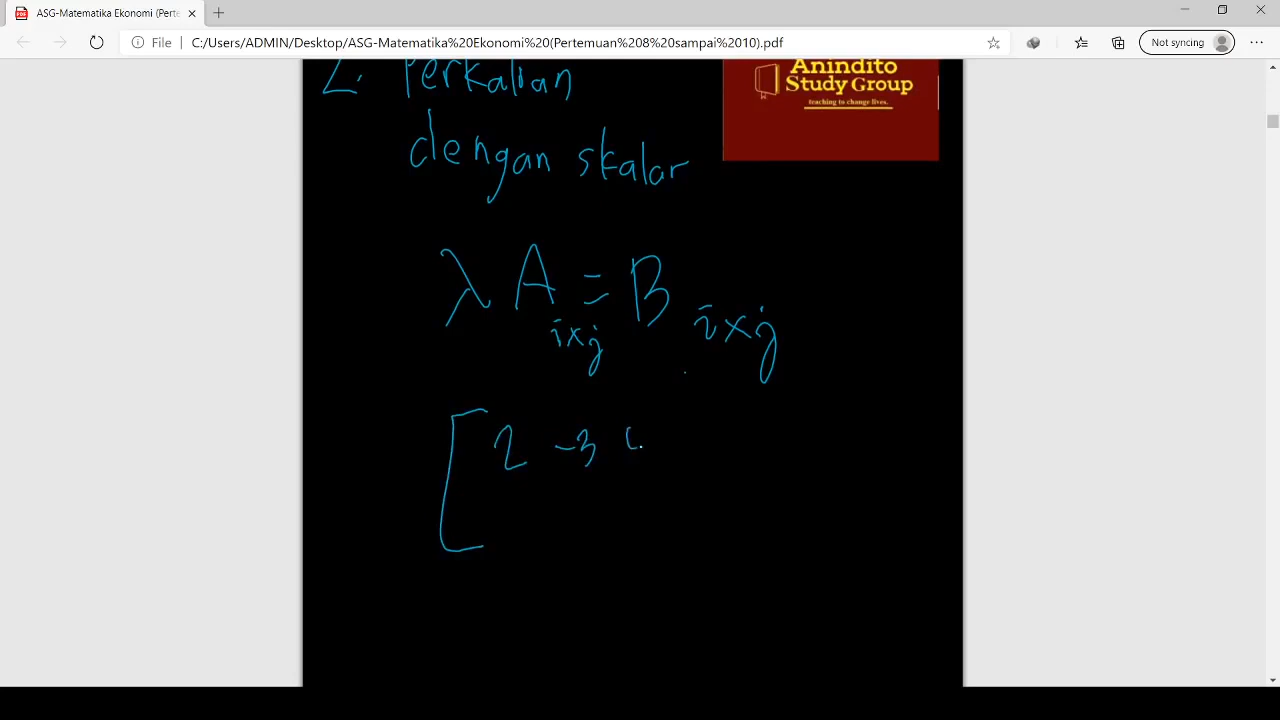 ASG-Matematika Ekonomi (Perte
File
C:/Users/ADMIN/Desktop/ASG-Matematika%20Ekonomi%20(Pertemuan%208%20sampai%2010).pdf
Not syncing
2. Perkalian
dengan skalar
Anindito
Study Group
teaching to change lives.
λ A = B
ixj ixj
[ 2 -3